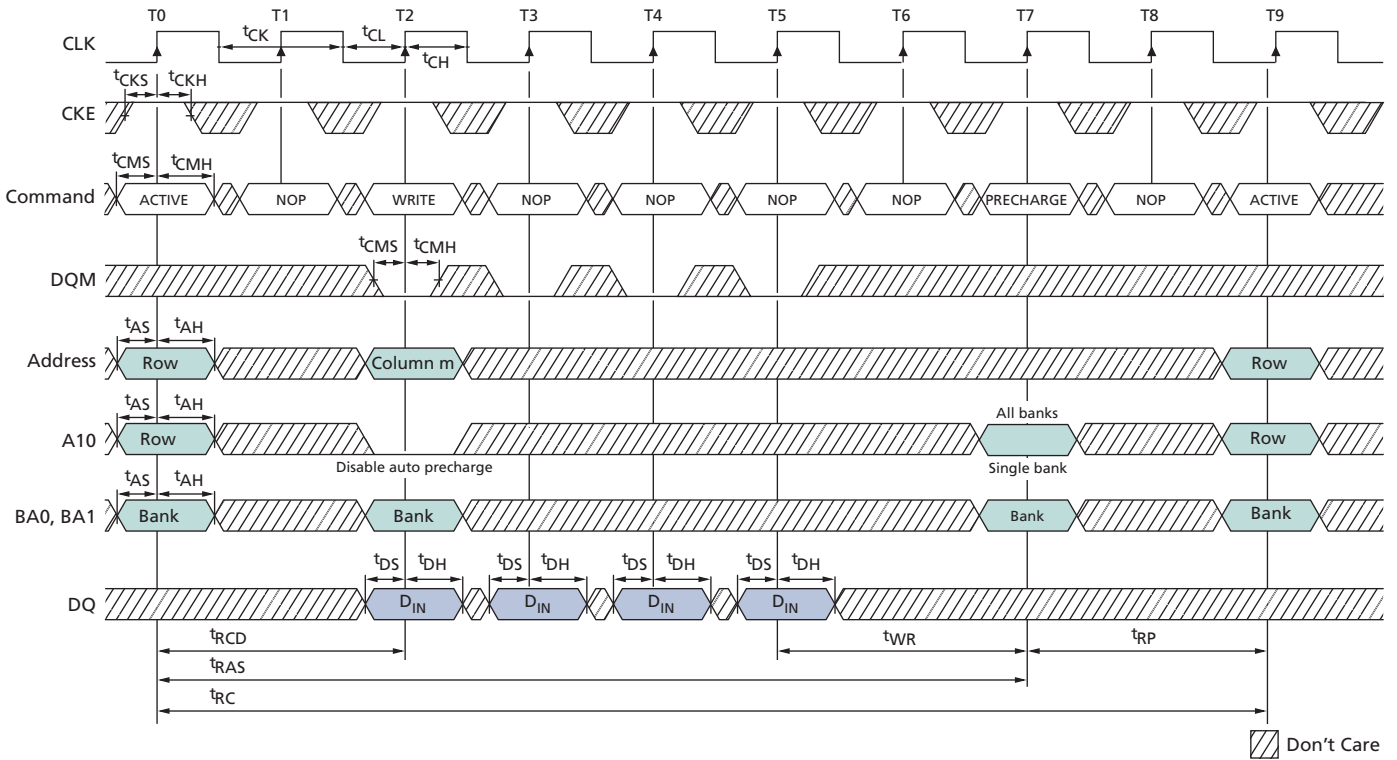 T0 T1 T2 T3 T4 T5 T6 T7 T8 T9
CLK tCK tCL tCH
tCKS tCKH
CKE
tCMS tCMH
Command ACTIVE NOP WRITE NOP NOP NOP NOP PRECHARGE NOP ACTIVE
tCMS tCMH
DQM
tAS tAH
Address Row Column m Row
tAS tAH All banks
A10 Row Row
Disable auto precharge Single bank
tAS tAH
BA0, BA1 Bank Bank Bank Bank
tDS tDH tDS tDH tDS tDH tDS tDH
DQ DIN DIN DIN DIN
tRCD tWR tRP
tRAS
tRC
Don't Care